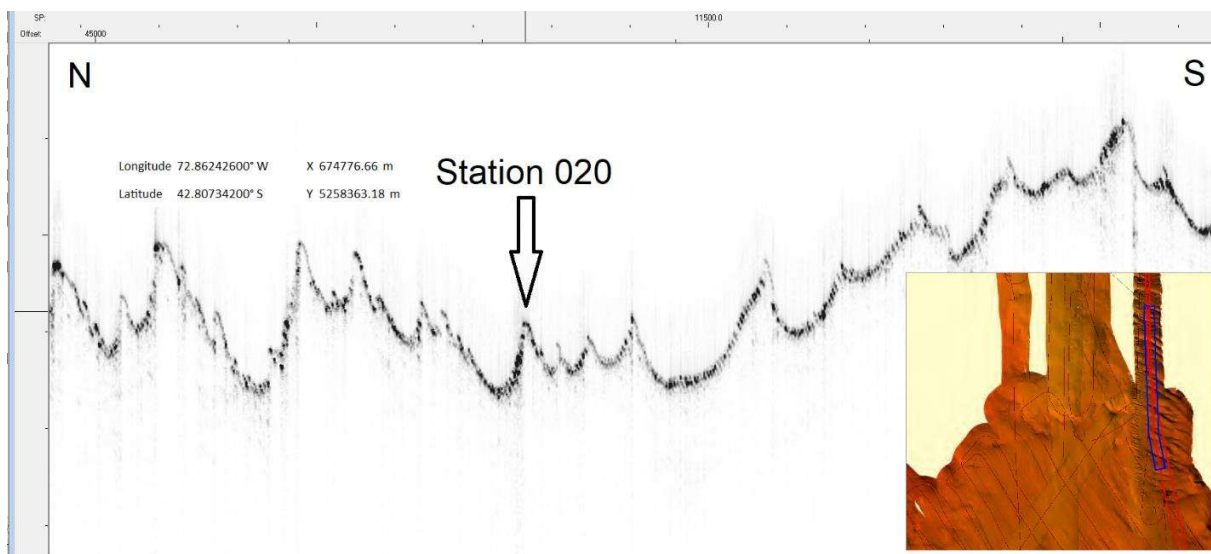 SP: 11500.0
Offset: 45000
N S
Longitude 72.86242600° W X 674776.66 m
Latitude 42.80734200° S Y 5258363.18 m
Station 020